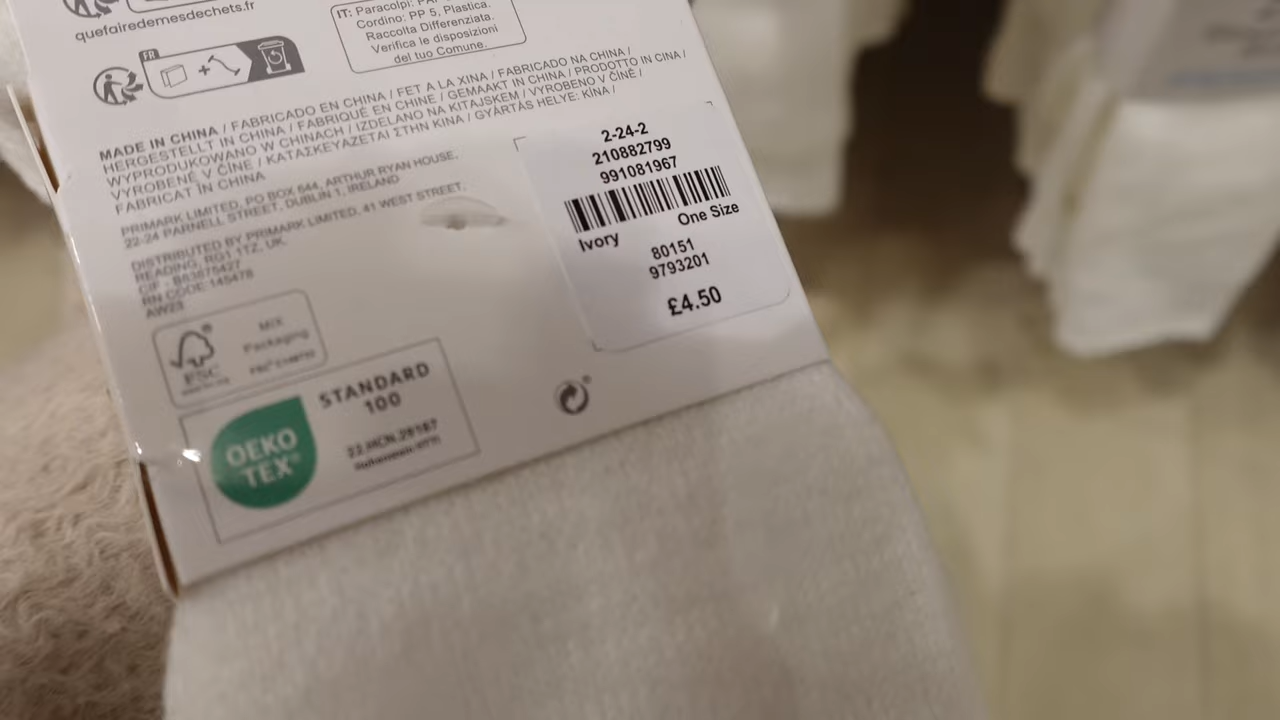 quefairedemesdechets.fr
FR
IT: Paracolpi:
Cordino: PP 5, Plastica.
Raccolta Differenziata.
Verifica le disposizioni
del tuo Comune.
MADE IN CHINA / FABRICADO EN CHINA / FET A LA XINA / FABRICADO NA CHINA /
HERGESTELLT IN CHINA / FABRIQUÉ EN CHINE / GEMAAKT IN CHINA / PRODOTTO IN CINA /
WYPRODUKOWANO W CHINACH / IZDELANO NA KITAJSKEM / VYROBENO V ČÍNĚ /
VYROBENÉ V ČÍNE / ΚΑΤΑΣΚΕΥΑΖΕΤΑΙ ΣΤΗΝ ΚΙΝΑ / GYÁRTÁS HELYE: KÍNA /
FABRICAT ÎN CHINA
PRIMARK LIMITED, PO BOX 644, ARTHUR RYAN HOUSE,
22-24 PARNELL STREET, DUBLIN 1, IRELAND
DISTRIBUTED BY PRIMARK LIMITED, 41 WEST STREET,
READING, RG1 1TZ, UK.
RN CODE 145478
AW23
FSC
MIX
Packaging
OEKO
TEX®
STANDARD
100
2-24-2
210882799
991081967
Ivory
One Size
80151
9793201
£4.50